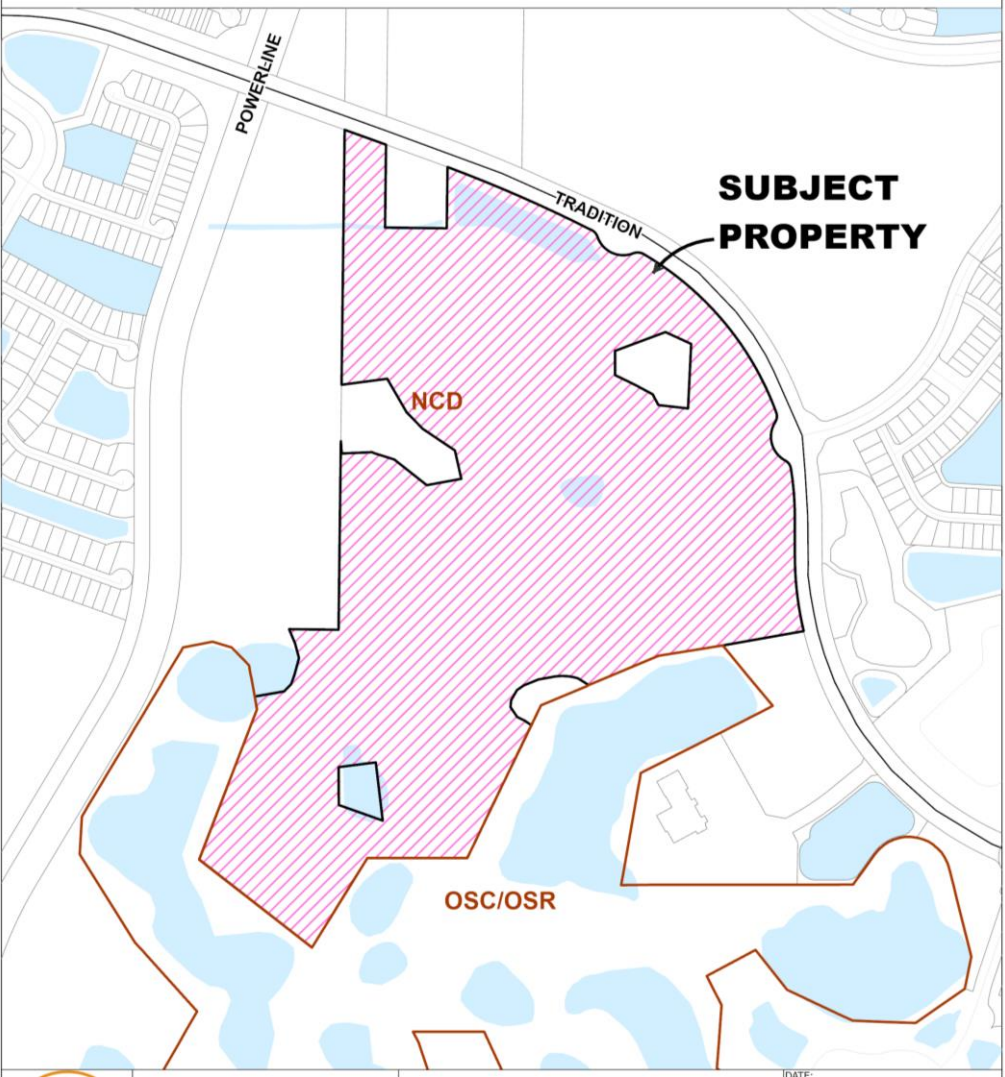 POWERLINE
TRADITION
SUBJECT
PROPERTY
NCD
OSC/OSR
DATE: